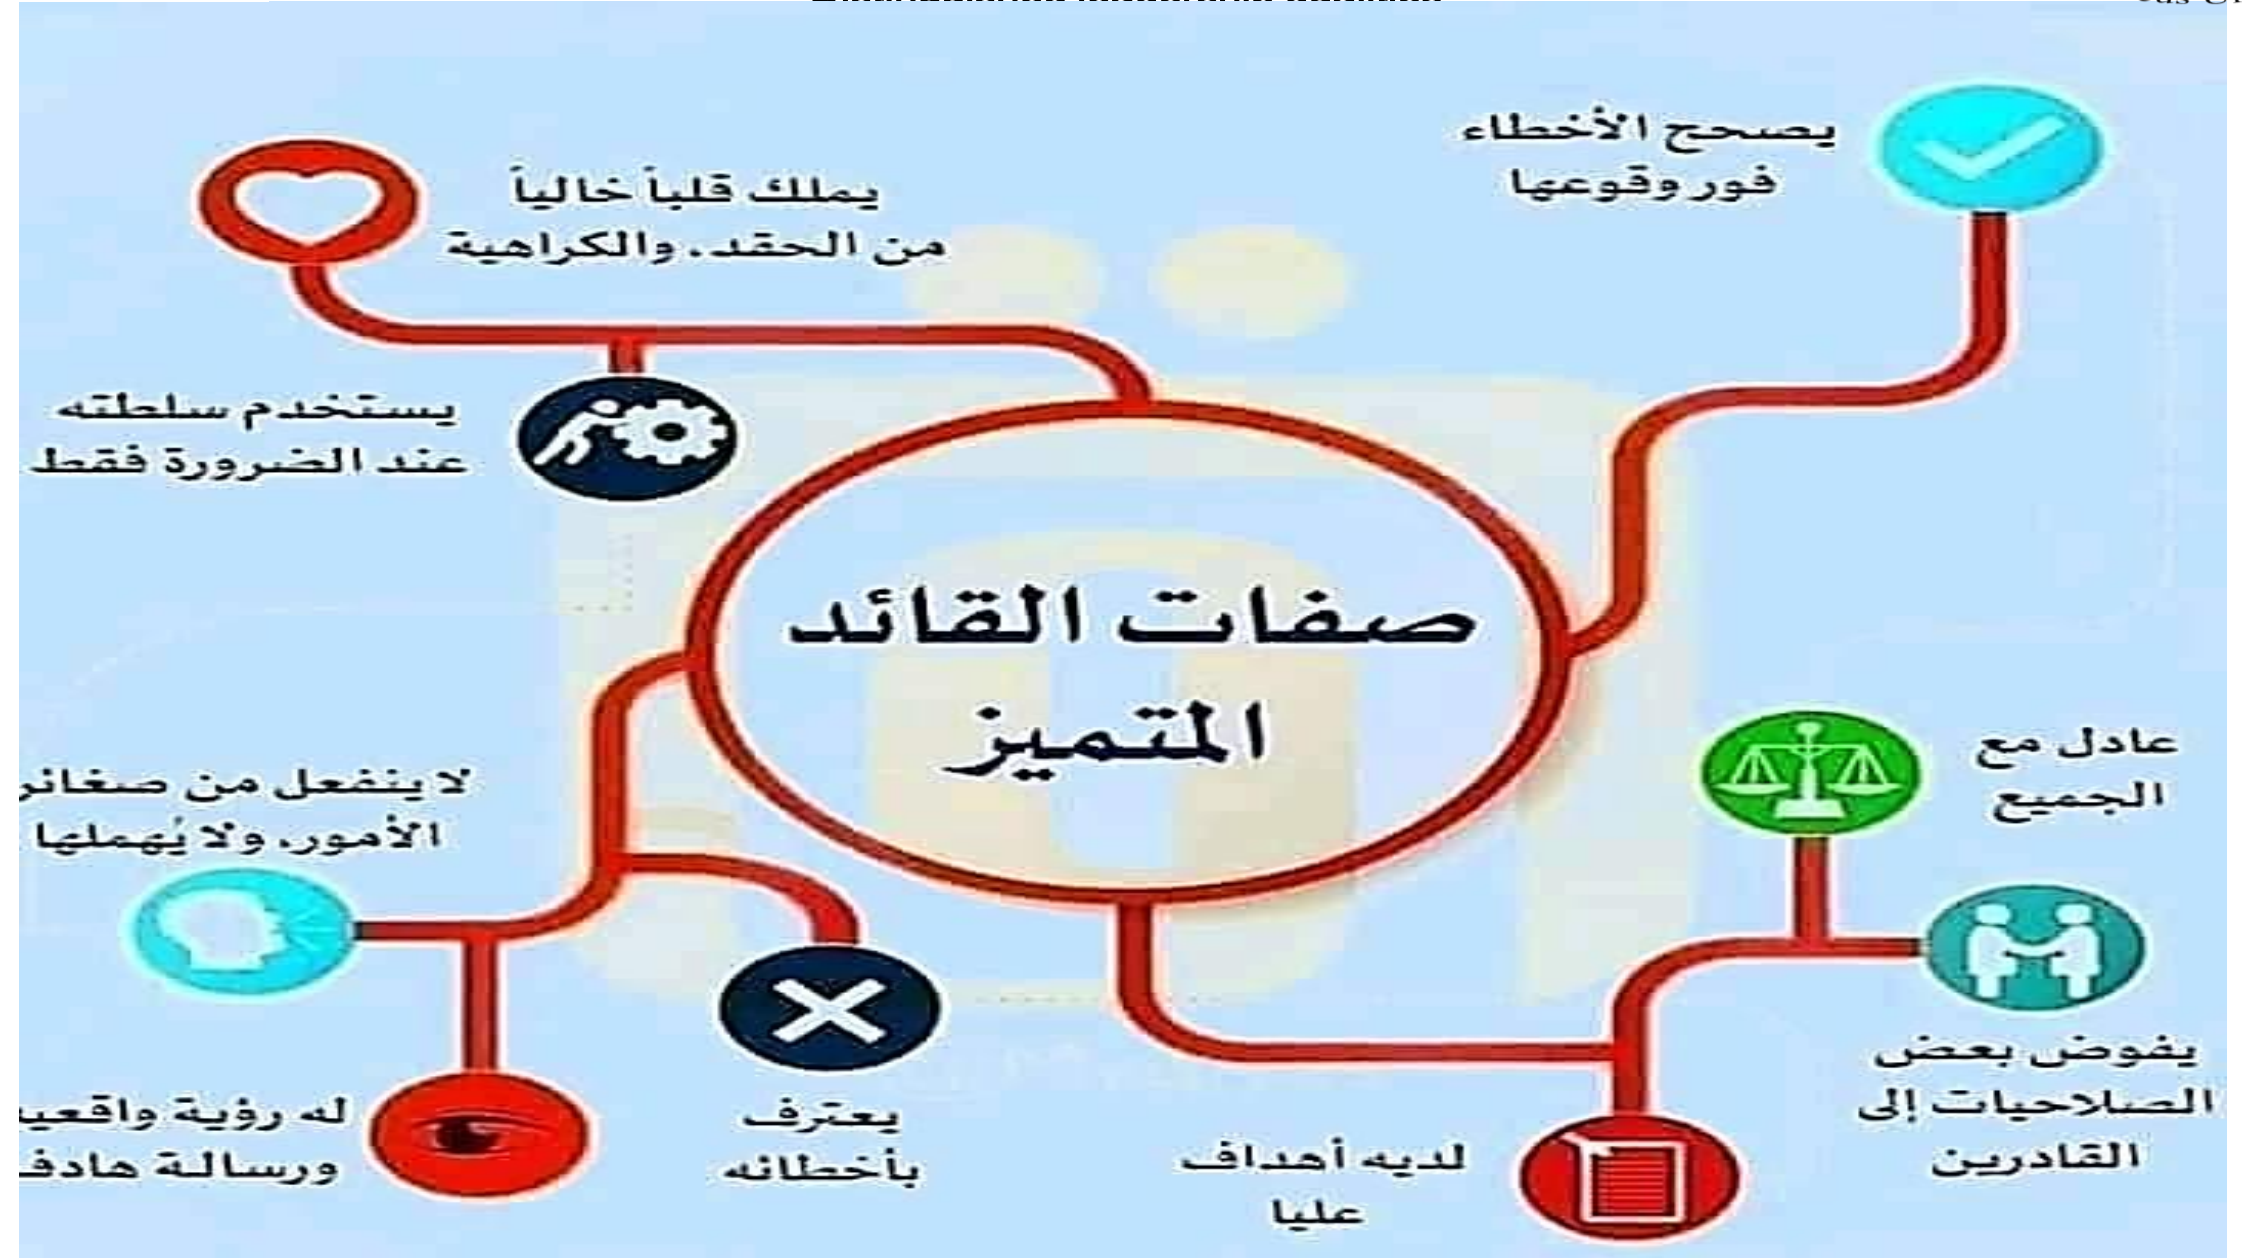 صفات القائد
المتميز
يصحح الأخطاء
فور وقوعها
يملك قلباً خالياً
من الحقد، والكراهية
يستخدم سلطته
عند الضرورة فقط
عادل مع
الجميع
يفوض بعض
الصلاحيات إلى
القادرين
لديه أهداف
عليا
لا ينفعل من صغائر
الأمور، ولا يُهملها
يعترف
بأخطائه
له رؤية واقعية
ورسالة هادف